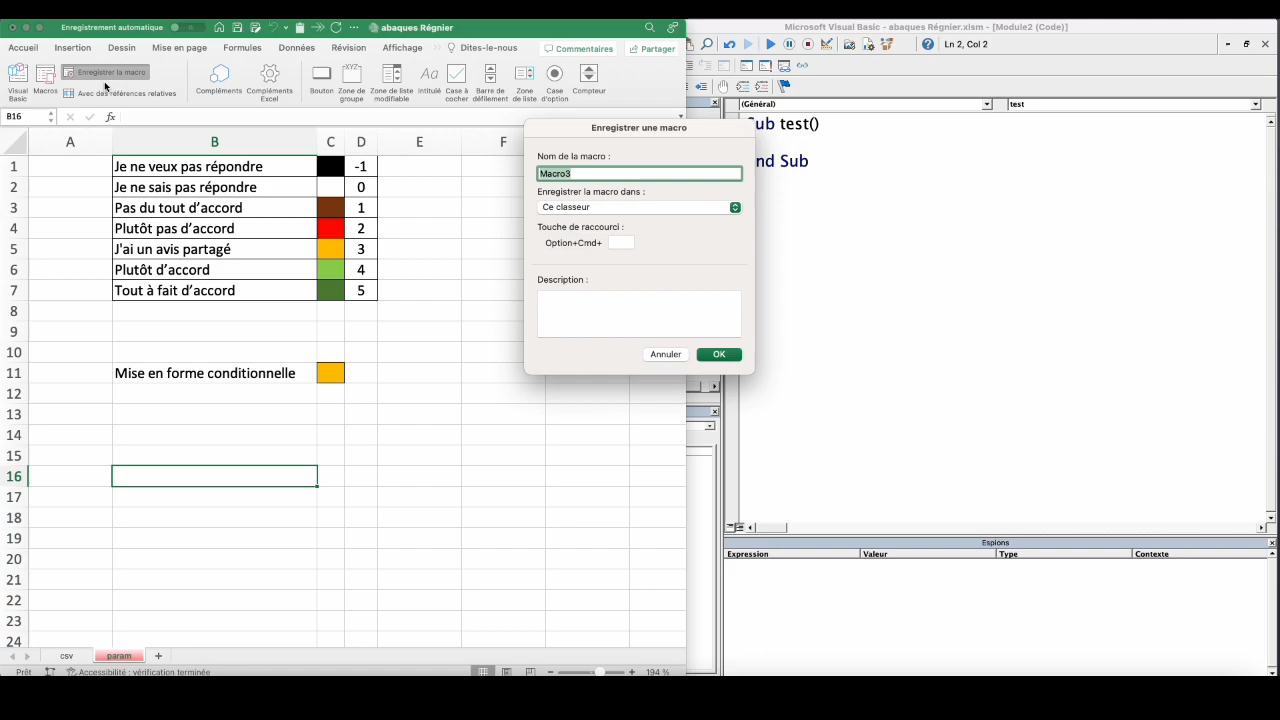 Enregistrement automatique
abaques Régnier
Accueil Insertion Dessin Mise en page Formules Données Révision Affichage Dites-le-nous Commentaires Partager
Visual Basic
Macros
Enregistrer la macro
Avec des références relatives
Compléments
Compléments Excel
Bouton
Zone de groupe
Zone de liste modifiable
Intitulé
Case à cocher
Barre de défilement
Zone de liste
Case d'option
Compteur
B16
fx
A B C D E F
1 Je ne veux pas répondre -1
2 Je ne sais pas répondre 0
3 Pas du tout d’accord 1
4 Plutôt pas d’accord 2
5 J'ai un avis partagé 3
6 Plutôt d’accord 4
7 Tout à fait d’accord 5
8
9
10
11 Mise en forme conditionnelle
12
13
14
15
16
17
18
19
20
21
22
23
24
csv param +
Prêt
Accessibilité : vérification terminée
194 %
Enregistrer une macro
Nom de la macro :
Macro3
Enregistrer la macro dans :
Ce classeur
Touche de raccourci :
Option+Cmd+
Description :
Annuler OK
Microsoft Visual Basic - abaques Régnier.xlsm - [Module2 (Code)]
Ln 2, Col 2
(Général) test
Sub test()
nd Sub
Espions
Expression Valeur Type Contexte